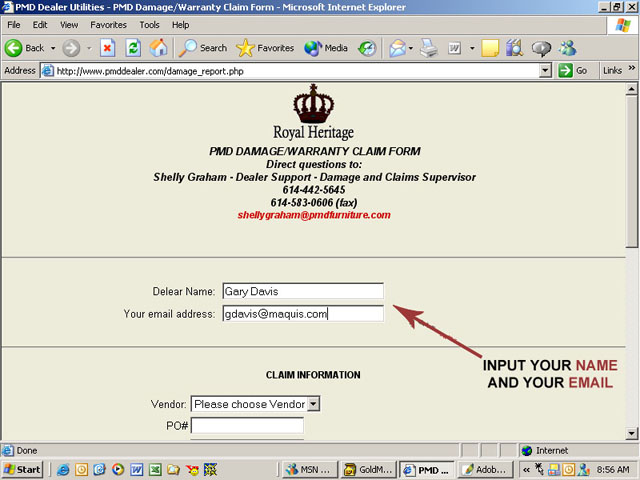 PMD Dealer Utilities - PMD Damage/Warranty Claim Form - Microsoft Internet Explorer
File Edit View Favorites Tools Help
Back Search Favorites Media
Address http://www.pmddealer.com/damage_report.php Go Links »
Royal Heritage
PMD DAMAGE/WARRANTY CLAIM FORM
Direct questions to:
Shelly Graham - Dealer Support - Damage and Claims Supervisor
614-442-5645
614-583-0606 (fax)
shellygraham@pmdfurniture.com
Delear Name: Gary Davis
Your email address: gdavis@maquis.com
INPUT YOUR NAME
AND YOUR EMAIL
CLAIM INFORMATION
Vendor: Please choose Vendor
PO#
Done Internet
Start MSN ... GoldM... PMD ... Adob... « 8:56 AM